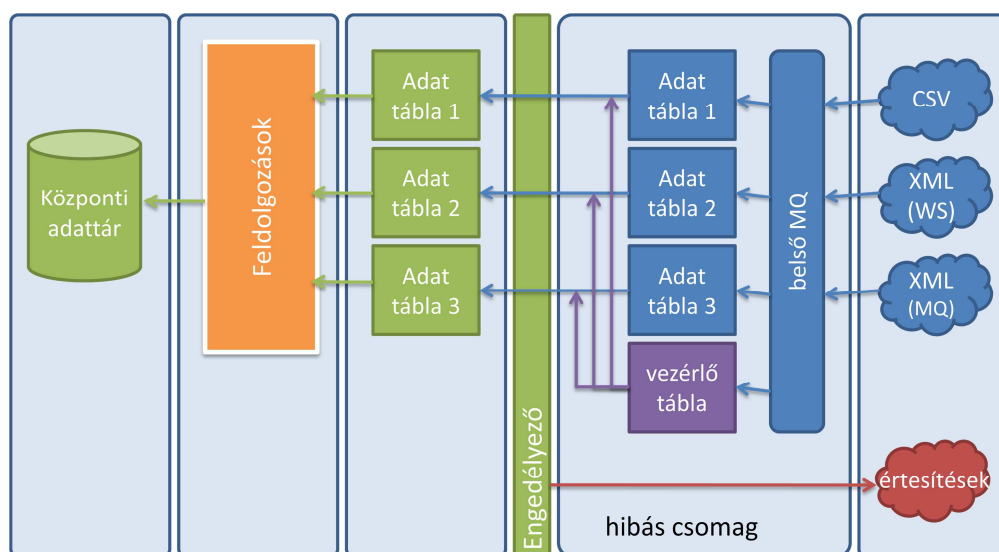 Központi
adattár
Feldolgozások
Adat
tábla 1
Adat
tábla 2
Adat
tábla 3
Engedélyező
Adat
tábla 1
Adat
tábla 2
Adat
tábla 3
vezérlő
tábla
belső MQ
hibás csomag
CSV
XML
(WS)
XML
(MQ)
értesítések